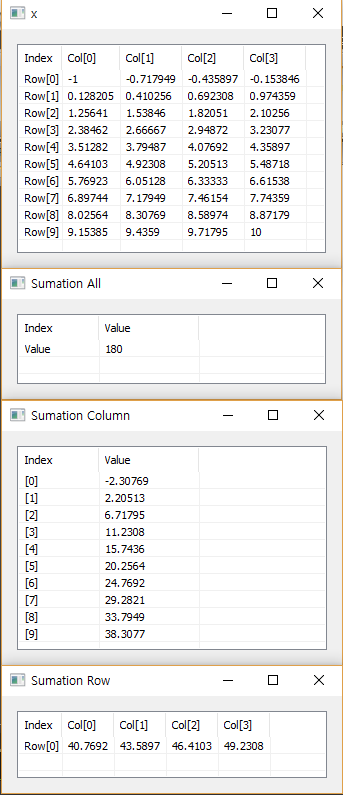 x
Index Col[0] Col[1] Col[2] Col[3]
Row[0] -1 -0.717949 -0.435897 -0.153846
Row[1] 0.128205 0.410256 0.692308 0.974359
Row[2] 1.25641 1.53846 1.82051 2.10256
Row[3] 2.38462 2.66667 2.94872 3.23077
Row[4] 3.51282 3.79487 4.07692 4.35897
Row[5] 4.64103 4.92308 5.20513 5.48718
Row[6] 5.76923 6.05128 6.33333 6.61538
Row[7] 6.89744 7.17949 7.46154 7.74359
Row[8] 8.02564 8.30769 8.58974 8.87179
Row[9] 9.15385 9.4359 9.71795 10
Sumation All
Index Value
Value 180
Sumation Column
Index Value
[0] -2.30769
[1] 2.20513
[2] 6.71795
[3] 11.2308
[4] 15.7436
[5] 20.2564
[6] 24.7692
[7] 29.2821
[8] 33.7949
[9] 38.3077
Sumation Row
Index Col[0] Col[1] Col[2] Col[3]
Row[0] 40.7692 43.5897 46.4103 49.2308